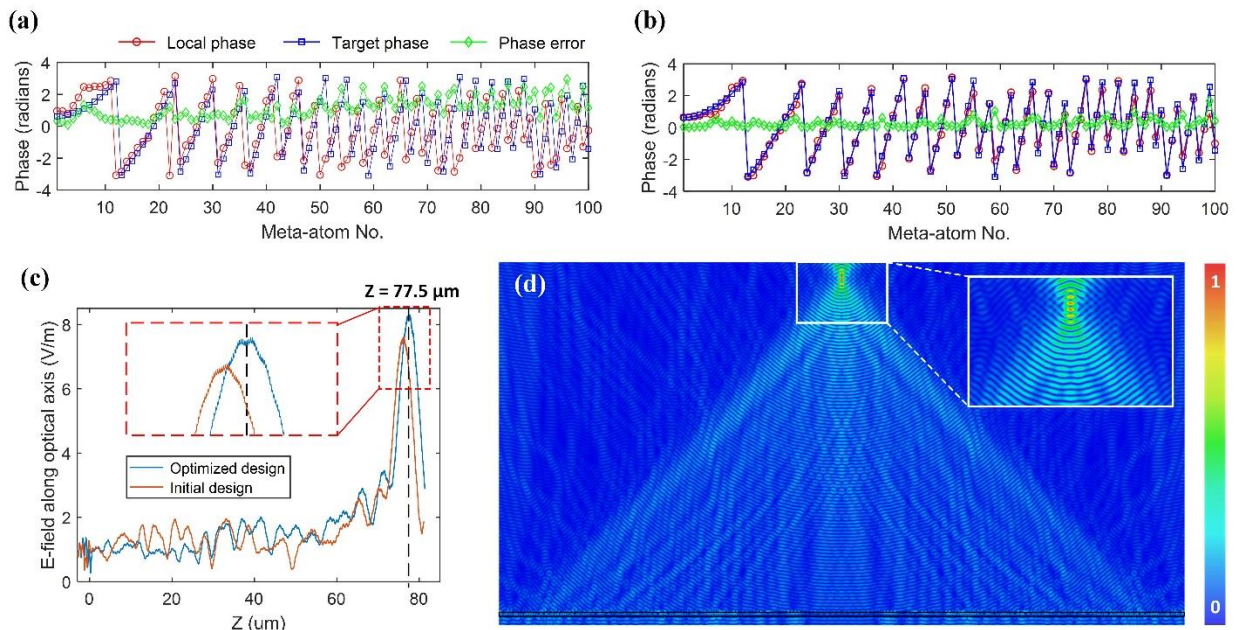 (a)
Local phase Target phase Phase error
Phase (radians)
4
2
0
-2
-4
10 20 30 40 50 60 70 80 90 100
Meta-atom No.
(b)
Phase (radians)
4
2
0
-2
-4
10 20 30 40 50 60 70 80 90 100
Meta-atom No.
(c)
Z = 77.5 µm
E-field along optical axis (V/m)
8
6
4
2
0
Optimized design
Initial design
0 20 40 60 80
Z (um)
(d)
1
0